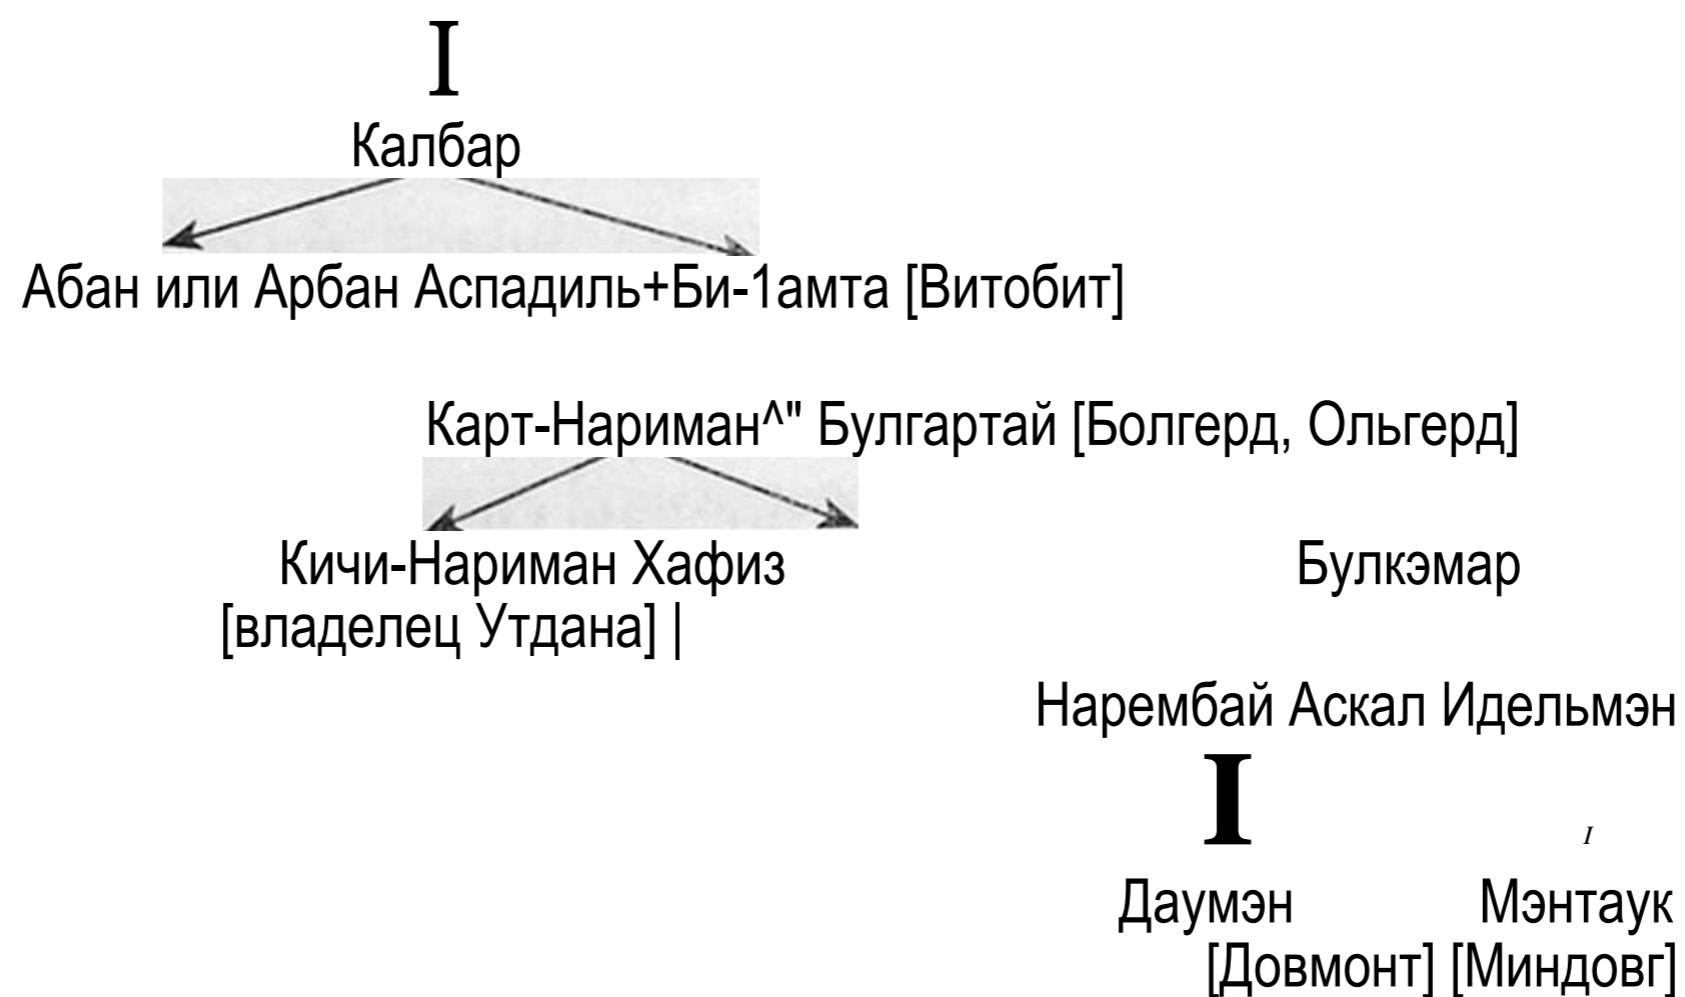 I
Калбар
Абан или Арбан Аспадиль+Би-1амта [Витобит]
Карт-Нариман^" Булгартай [Болгерд, Ольгерд]
Кичи-Нариман Хафиз Булкэмар
[владелец Утдана] |
Нарембай Аскал Идельмэн
I I
Даумэн Мэнтаук
[Довмонт] [Миндовг]